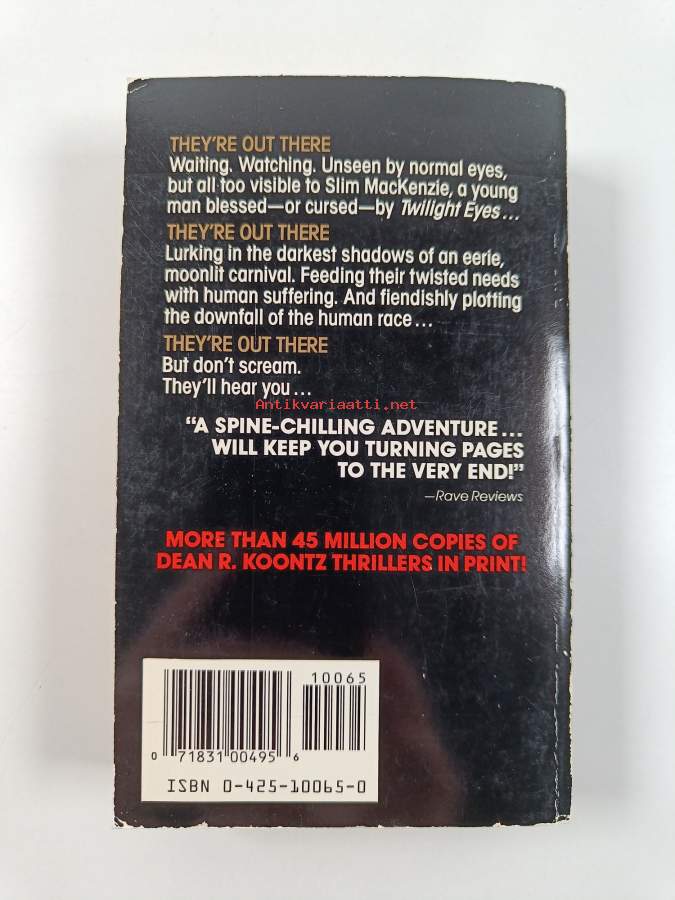 THEY'RE OUT THERE
Waiting. Watching. Unseen by normal eyes,
but all too visible to Slim MacKenzie, a young
man blessed—or cursed—by Twilight Eyes...
THEY'RE OUT THERE
Lurking in the darkest shadows of an eerie,
moonlit carnival. Feeding their twisted needs
with human suffering. And fiendishly plotting
the downfall of the human race...
THEY'RE OUT THERE
But don't scream.
They'll hear you...
Antikvariaatti.net
"A SPINE-CHILLING ADVENTURE...
WILL KEEP YOU TURNING PAGES
TO THE VERY END!"
—Rave Reviews
MORE THAN 45 MILLION COPIES OF
DEAN R. KOONTZ THRILLERS IN PRINT!
10065
0 71831 00495 6
ISBN 0-425-10065-0